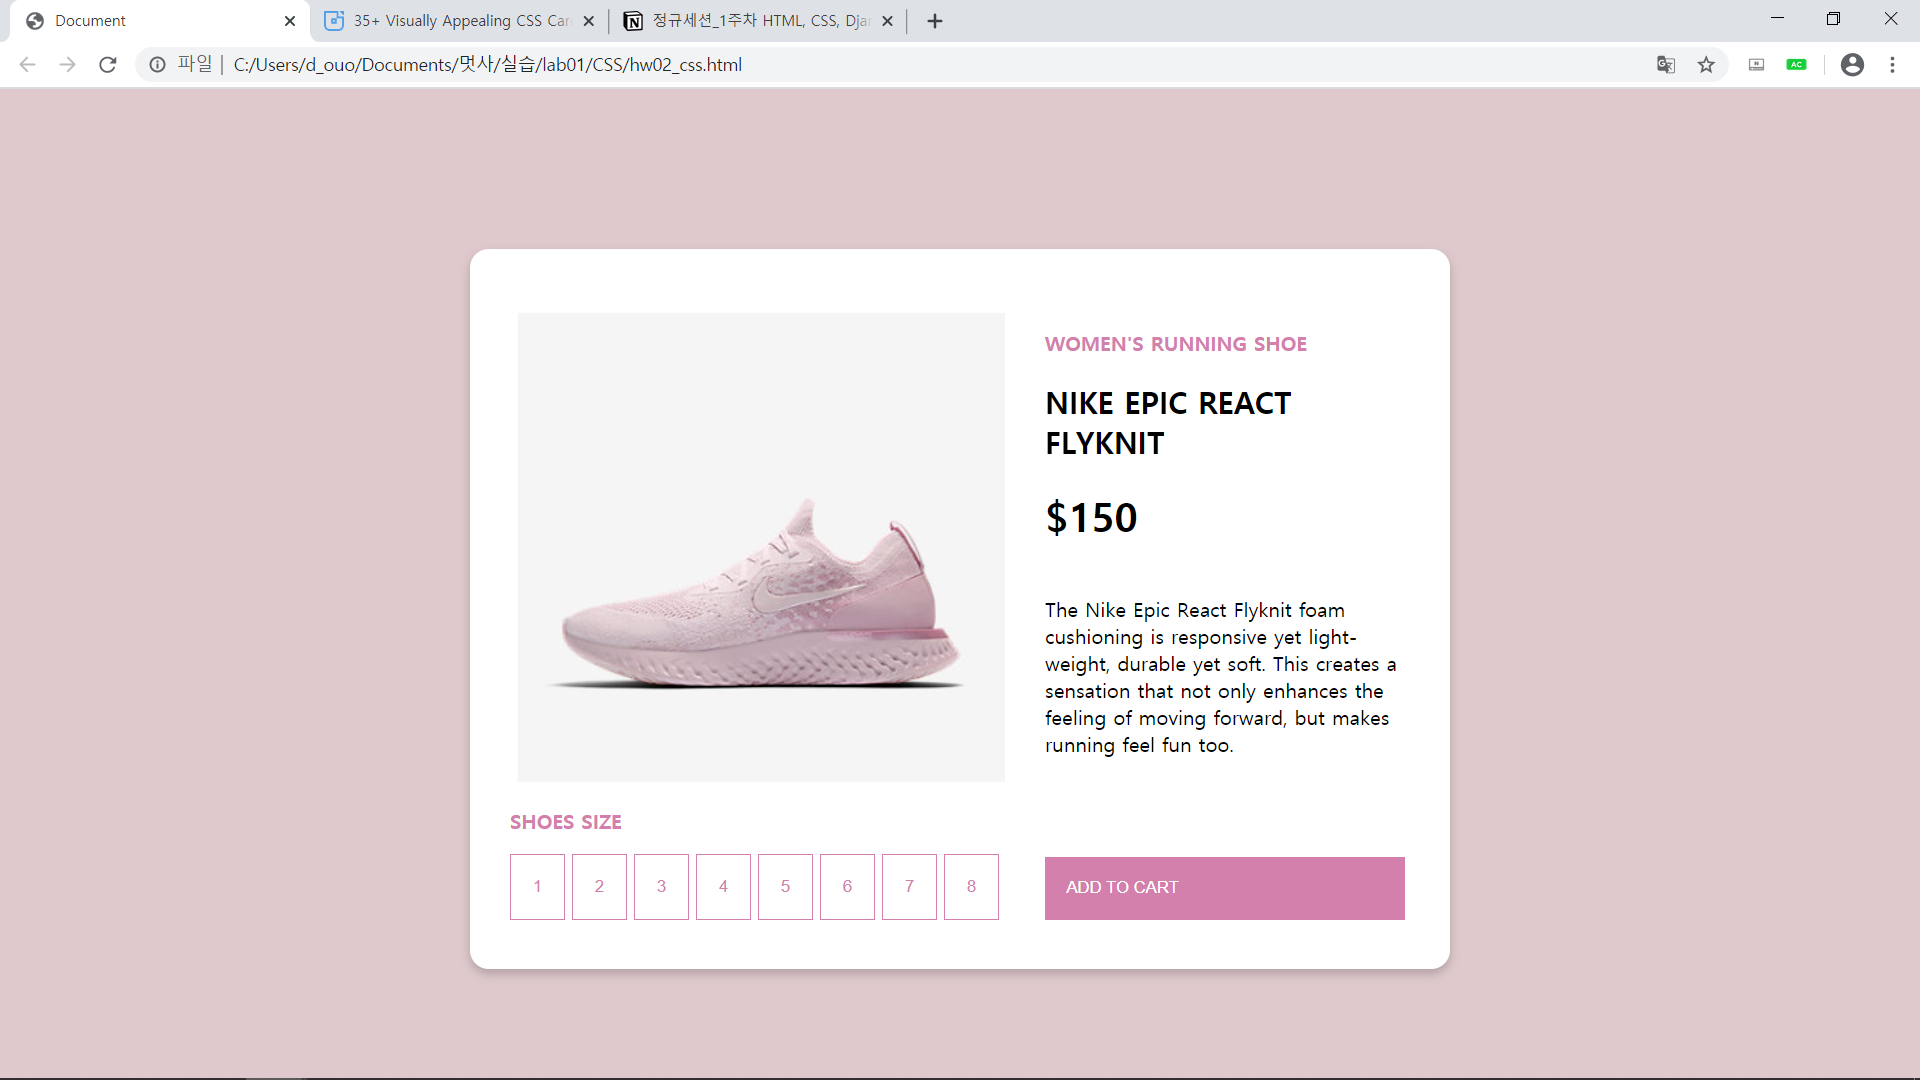 Document
35+ Visually Appealing CSS Car
정규세션_1주차 HTML, CSS, Djan
파일 | C:/Users/d_ouo/Documents/멋사/실습/lab01/CSS/hw02_css.html
AC
WOMEN'S RUNNING SHOE
NIKE EPIC REACT
FLYKNIT
$150
The Nike Epic React Flyknit foam
cushioning is responsive yet light-
weight, durable yet soft. This creates a
sensation that not only enhances the
feeling of moving forward, but makes
running feel fun too.
SHOES SIZE
1 2 3 4 5 6 7 8
ADD TO CART